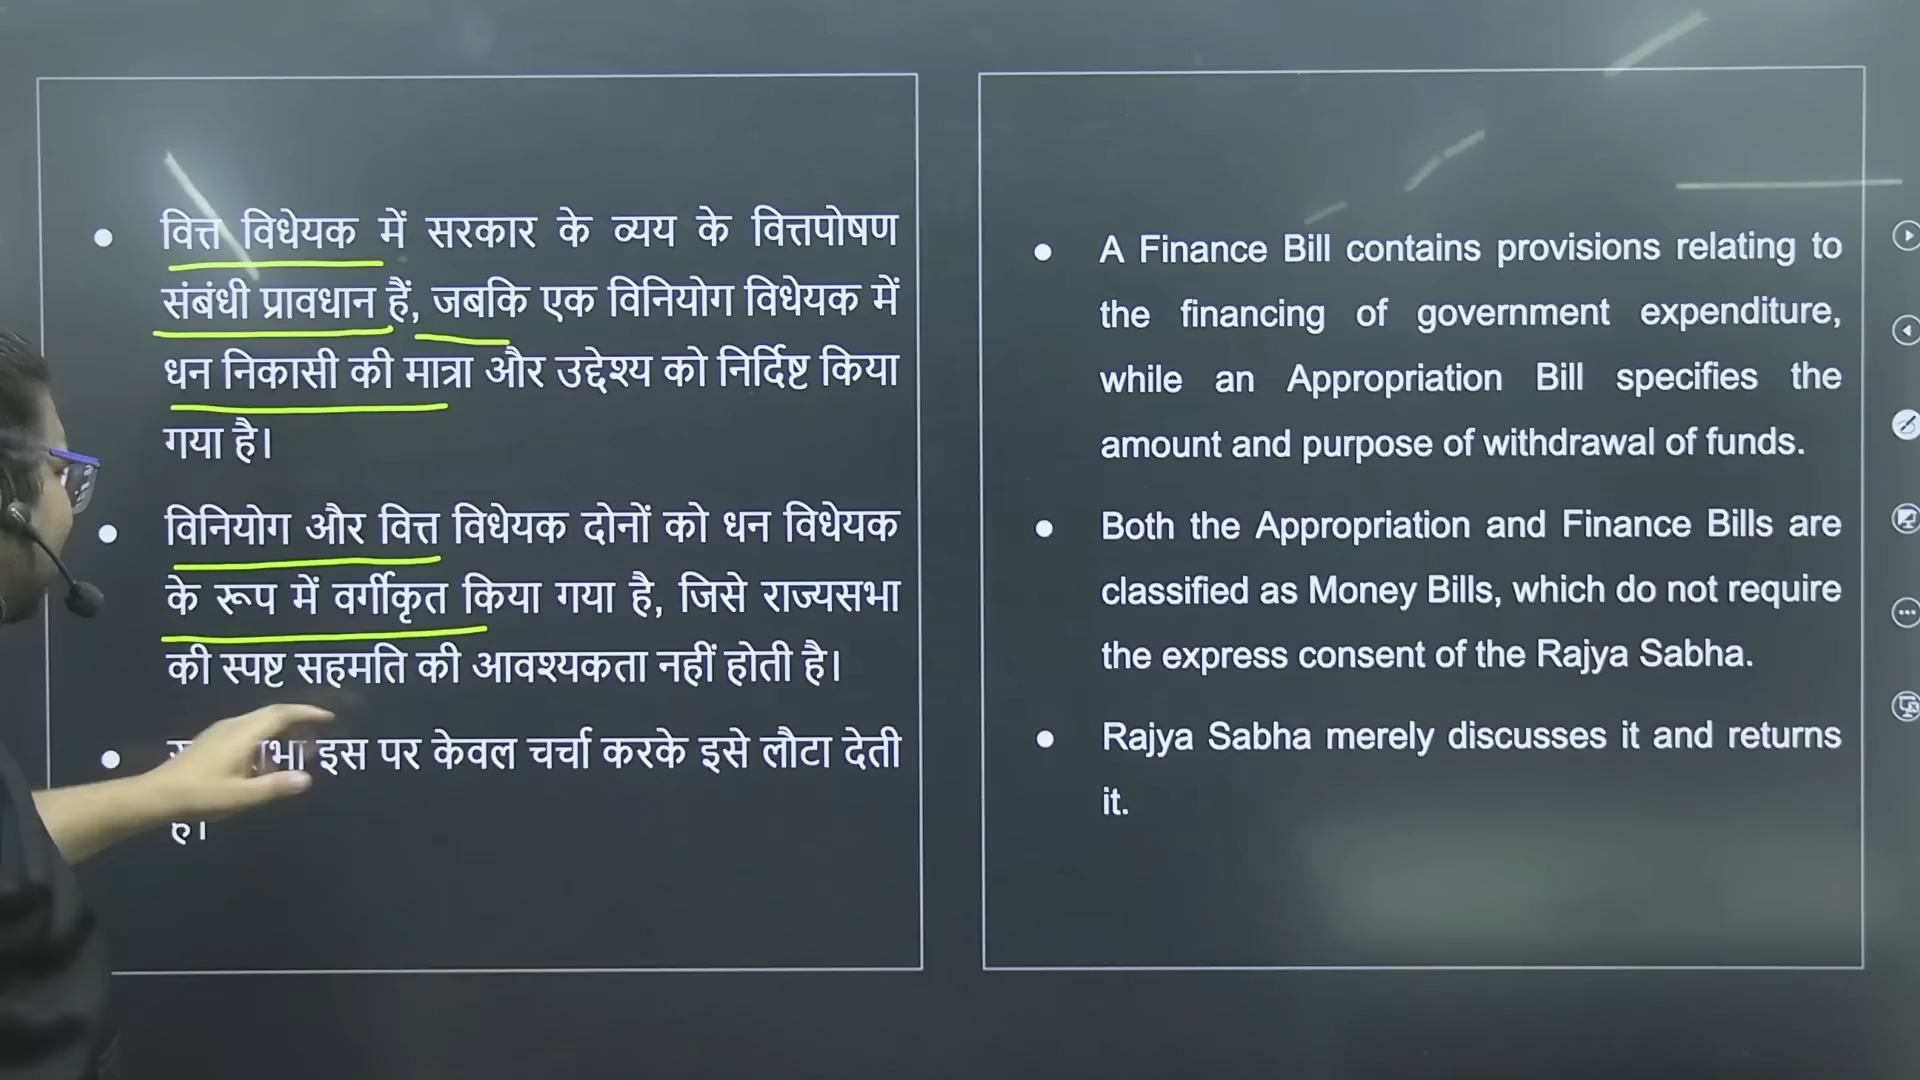 वित्त विधेयक में सरकार के व्यय के वित्तपोषण
संबंधी प्रावधान हैं, जबकि एक विनियोग विधेयक में
धन निकासी की मात्रा और उद्देश्य को निर्दिष्ट किया
गया है।
विनियोग और वित्त विधेयक दोनों को धन विधेयक
के रूप में वर्गीकृत किया गया है, जिसे राज्यसभा
की स्पष्ट सहमति की आवश्यकता नहीं होती है।
इस पर केवल चर्चा करके इसे लौटा देती
A Finance Bill contains provisions relating to
the financing of government expenditure,
while an Appropriation Bill specifies the
amount and purpose of withdrawal of funds.
Both the Appropriation and Finance Bills are
classified as Money Bills, which do not require
the express consent of the Rajya Sabha.
Rajya Sabha merely discusses it and returns
it.